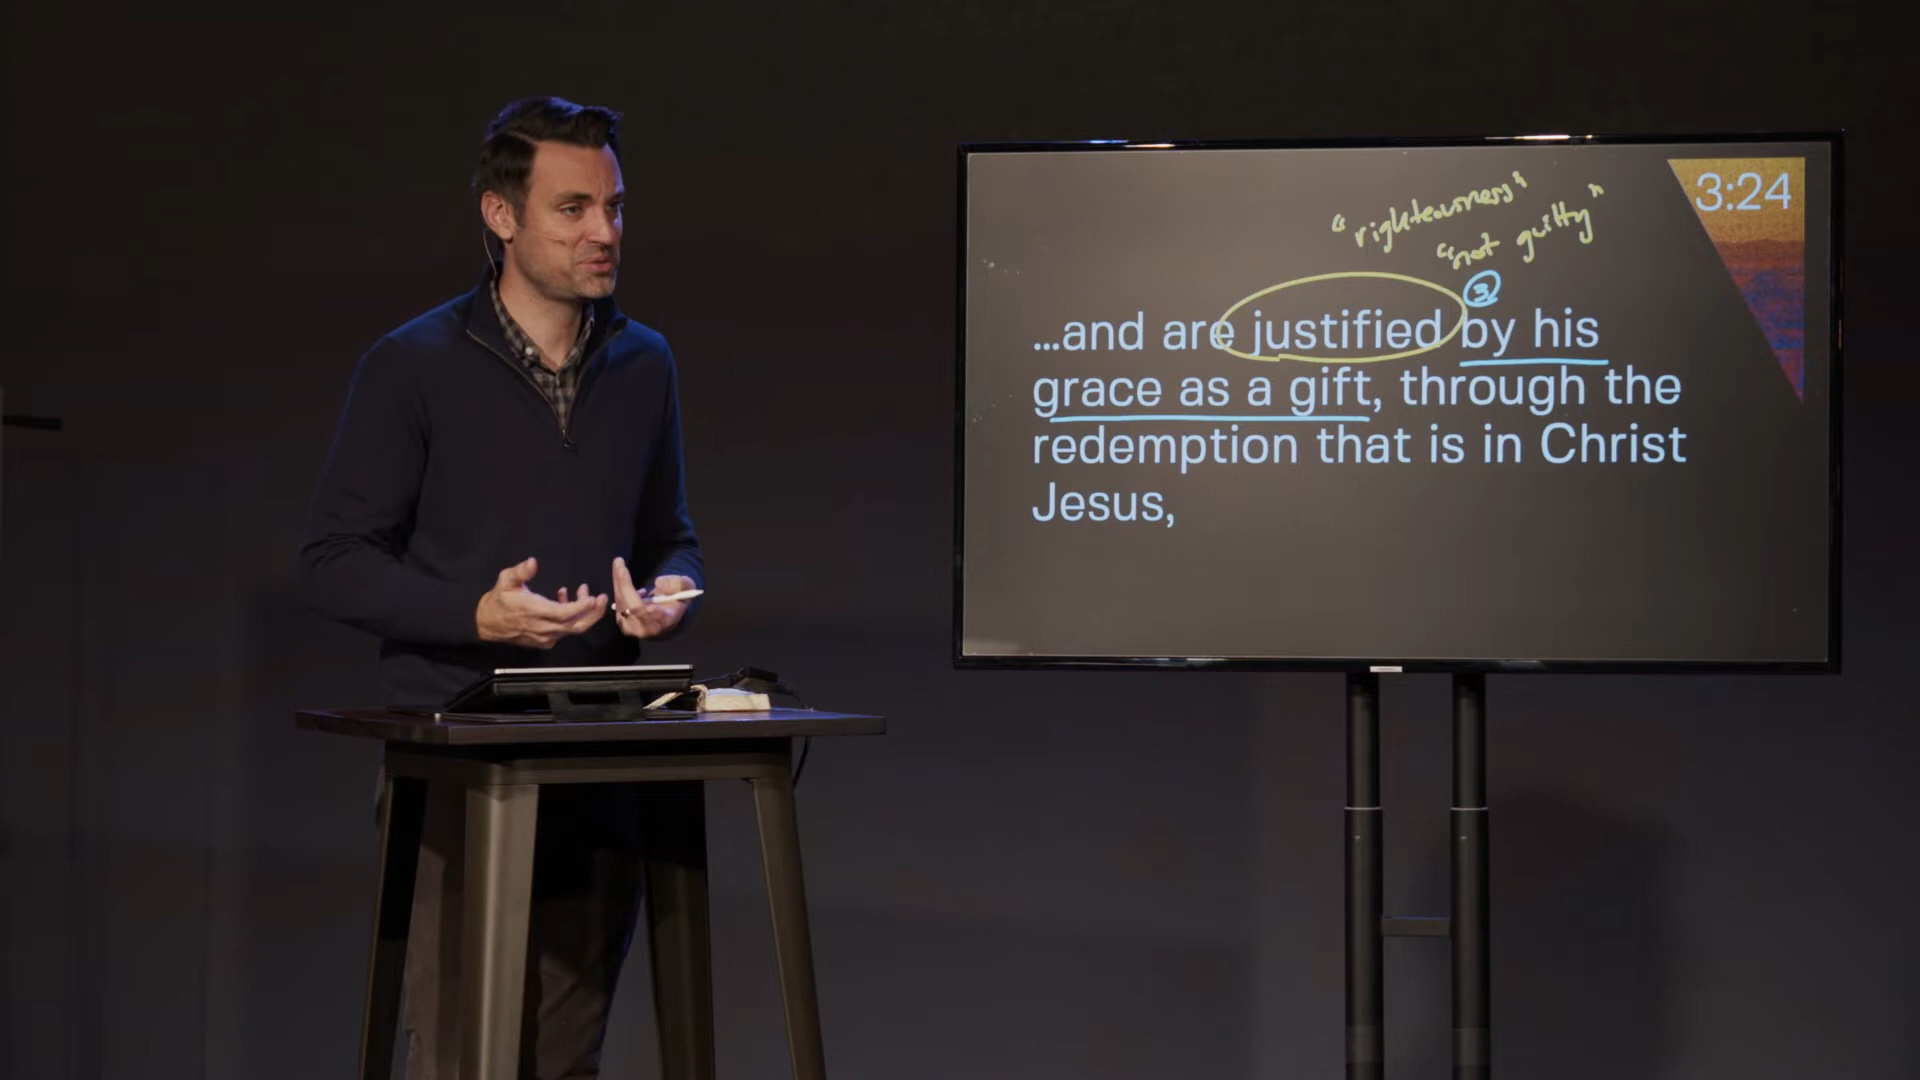 3:24
"righteousness"
"not guilty"
3
...and are justified by his
grace as a gift, through the
redemption that is in Christ
Jesus,